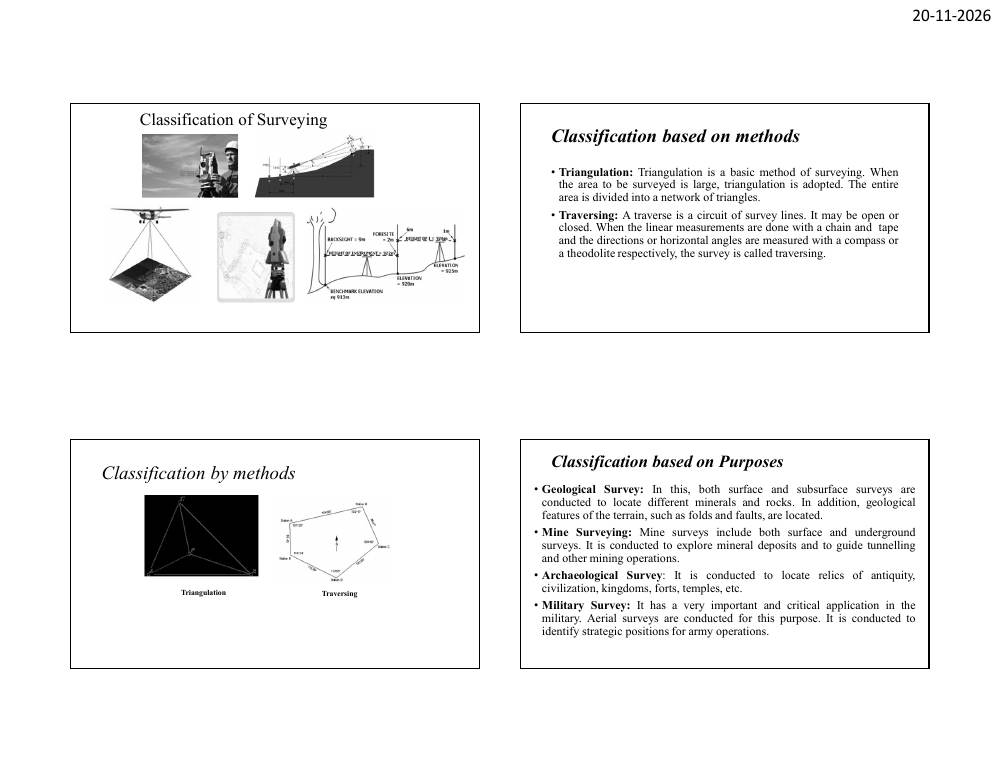 20-11-2026
Classification of Surveying
BACKSIGHT = 9m
FORESITE
= 2m
6m
3m
ELEVATION
= 925m
ELEVATION
= 920m
BENCHMARK ELEVATION
Classification based on methods
• Triangulation: Triangulation is a basic method of surveying. When
the area to be surveyed is large, triangulation is adopted. The entire
area is divided into a network of triangles.
• Traversing: A traverse is a circuit of survey lines. It may be open or
closed. When the linear measurements are done with a chain and tape
and the directions or horizontal angles are measured with a compass or
a theodolite respectively, the survey is called traversing.
Classification by methods
Triangulation
Traversing
Classification based on Purposes
• Geological Survey: In this, both surface and subsurface surveys are
conducted to locate different minerals and rocks. In addition, geological
features of the terrain, such as folds and faults, are located.
• Mine Surveying: Mine surveys include both surface and underground
surveys. It is conducted to explore mineral deposits and to guide tunnelling
and other mining operations.
• Archaeological Survey: It is conducted to locate relics of antiquity,
civilization, kingdoms, forts, temples, etc.
• Military Survey: It has a very important and critical application in the
military. Aerial surveys are conducted for this purpose. It is conducted to
identify strategic positions for army operations.